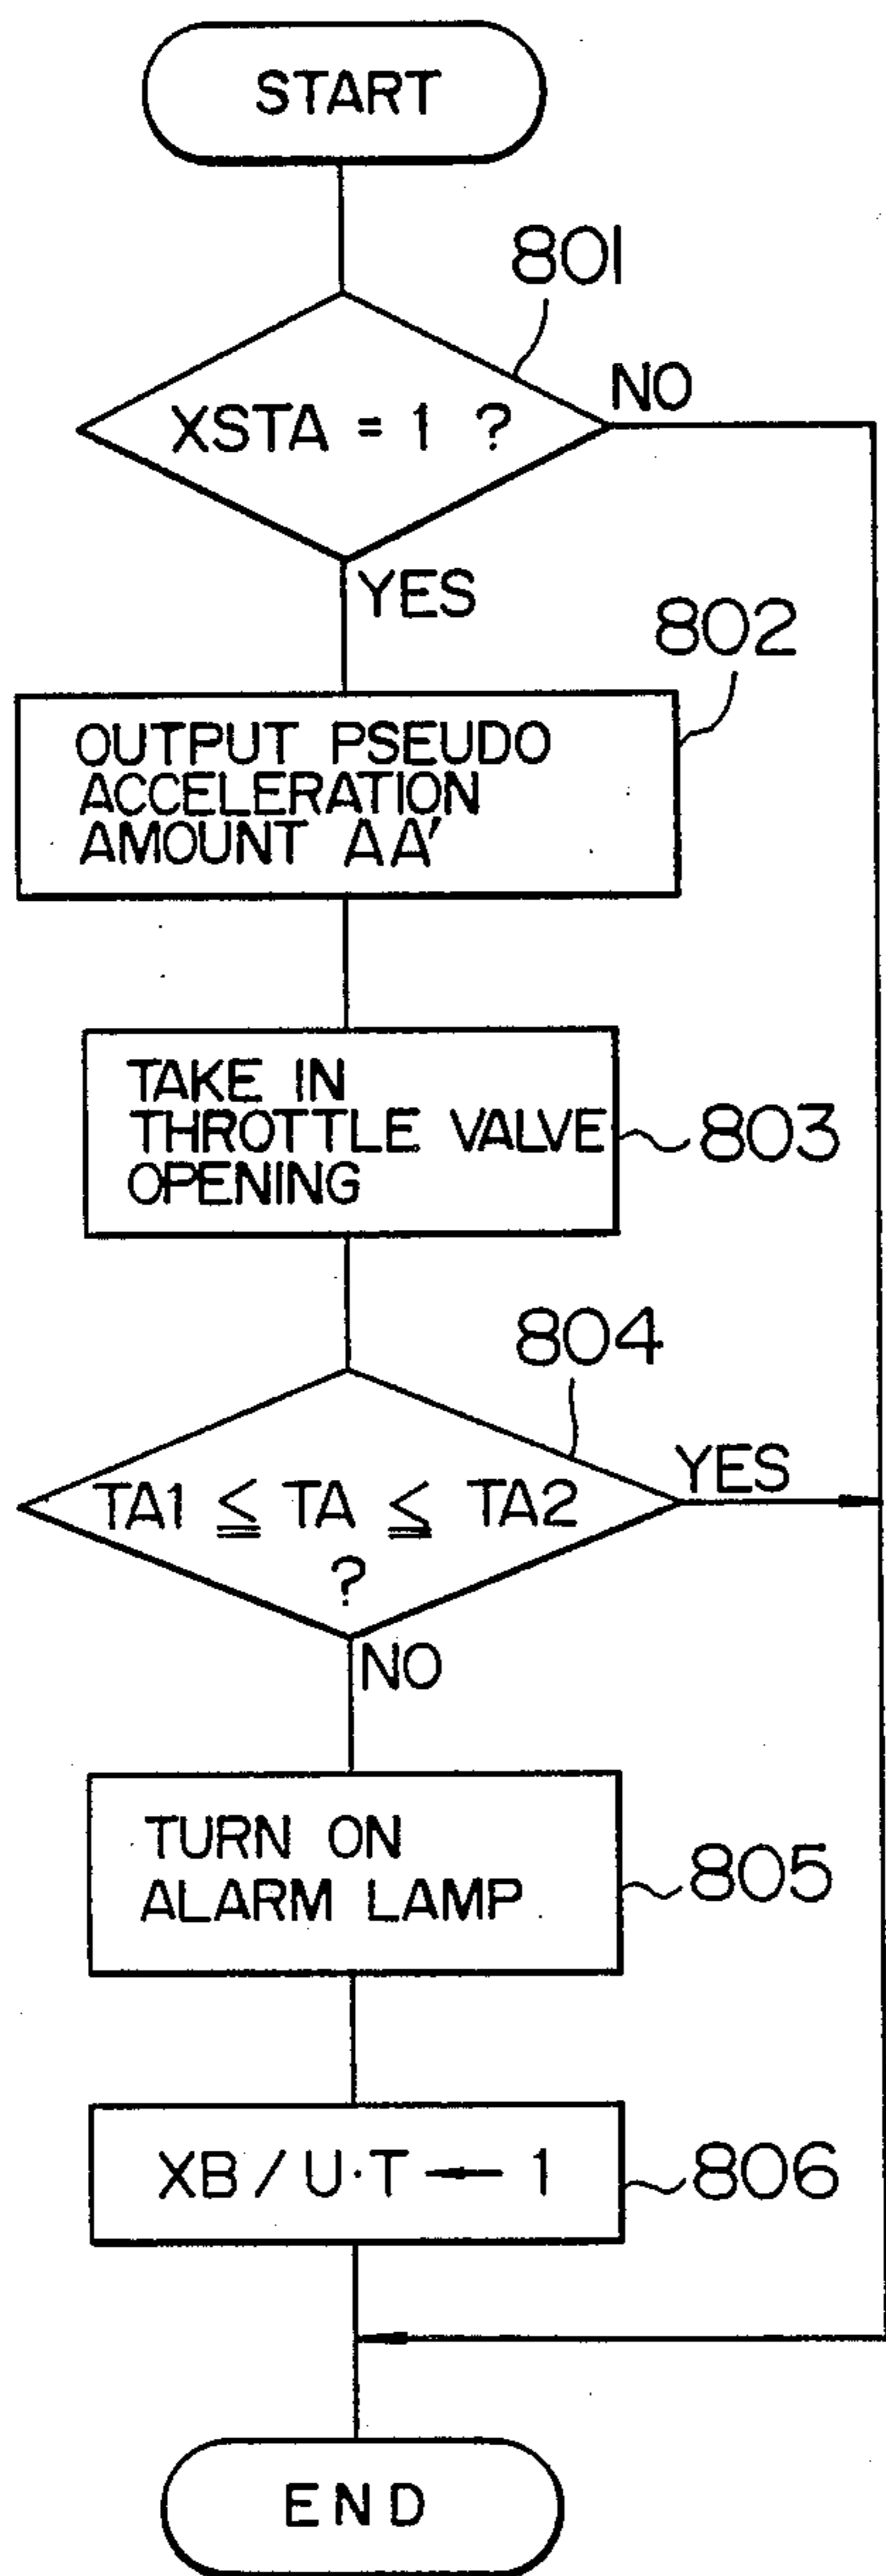 START
801
XSTA = 1 ?
NO
YES
802
OUTPUT PSEUDO
ACCELERATION
AMOUNT AA'
TAKE IN
THROTTLE VALVE
OPENING
803
804
TA1 ≦ TA ≦ TA2
?
YES
NO
TURN ON
ALARM LAMP
805
XB / U·T ← 1
806
END